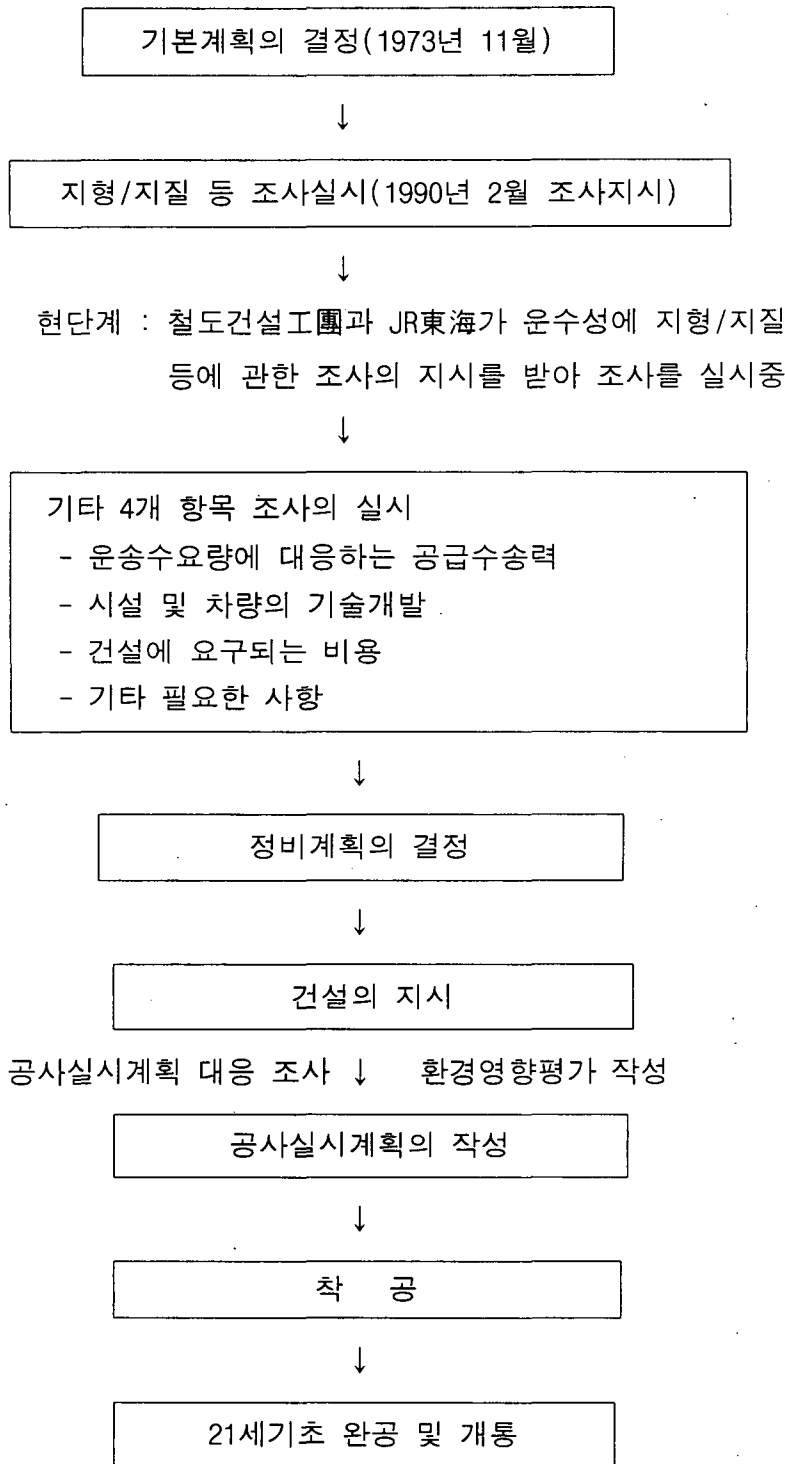 기본계획의 결정(1973년 11월)
↓
지형/지질 등 조사실시(1990년 2월 조사지시)
↓
현단계 : 철도건설工團과 JR東海가 운수성에 지형/지질
등에 관한 조사의 지시를 받아 조사를 실시중
↓
기타 4개 항목 조사의 실시
- 운송수요량에 대응하는 공급수송력
- 시설 및 차량의 기술개발
- 건설에 요구되는 비용
- 기타 필요한 사항
↓
정비계획의 결정
↓
건설의 지시
공사실시계획 대응 조사 ↓ 환경영향평가 작성
공사실시계획의 작성
↓
착 공
↓
21세기초 완공 및 개통